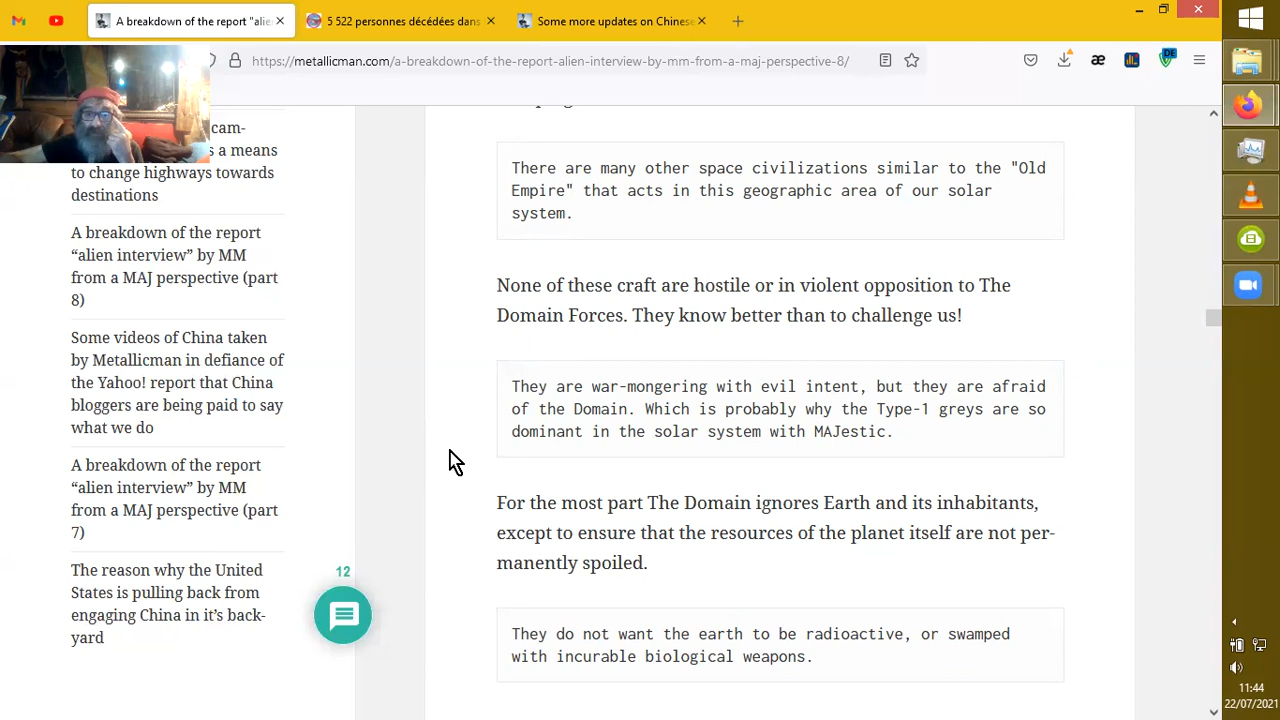 A breakdown of the report "alie
5 522 personnes décédées dans
Some more updates on Chinese
https://metallicman.com/a-breakdown-of-the-r
-alien-interview-by-mm-from-a-maj-perspective-8/
DE
cam-
s a means
to change highways towards
destinations
A breakdown of the report
“alien interview” by MM
from a MAJ perspective (part
8)
Some videos of China taken
by Metallicman in defiance of
the Yahoo! report that China
bloggers are being paid to say
what we do
A breakdown of the report
“alien interview” by MM
from a MAJ perspective (part
7)
The reason why the United
States is pulling back from
engaging China in it’s back-
yard
12
There are many other space civilizations similar to the "Old
Empire" that acts in this geographic area of our solar
system.
None of these craft are hostile or in violent opposition to The
Domain Forces. They know better than to challenge us!
They are war-mongering with evil intent, but they are afraid
of the Domain. Which is probably why the Type-1 greys are so
dominant in the solar system with MAJestic.
For the most part The Domain ignores Earth and its inhabitants,
except to ensure that the resources of the planet itself are not per-
manently spoiled.
They do not want the earth to be radioactive, or swamped
with incurable biological weapons.
11:44
22/07/2021